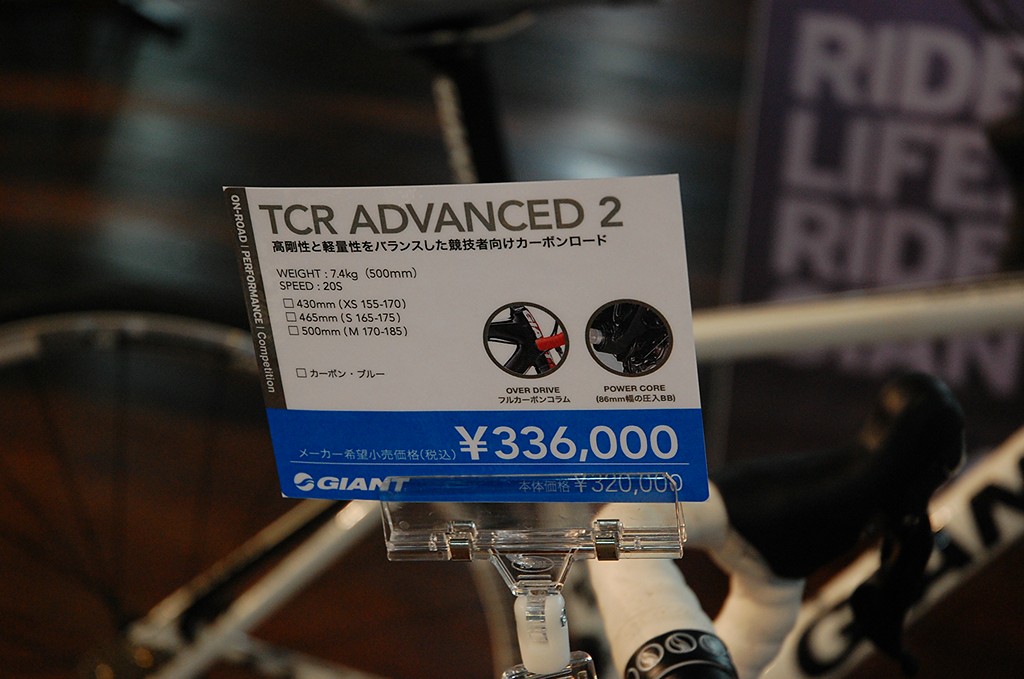 ON-ROAD | PERFORMANCE | Competition
TCR ADVANCED 2
高剛性と軽量性をバランスした競技者向けカーボンロード
WEIGHT : 7.4kg (500mm)
SPEED : 20S
□ 430mm (XS 155-170)
□ 465mm (S 165-175)
□ 500mm (M 170-185)
□ カーボン・ブルー
OVER DRIVE
フルカーボンコラム
POWER CORE
(86mm幅の圧入BB)
メーカー希望小売価格(税込) ¥336,000
GIANT 本体価格 ¥320,000
RIDE
LIFE.
RIDE
GIANT